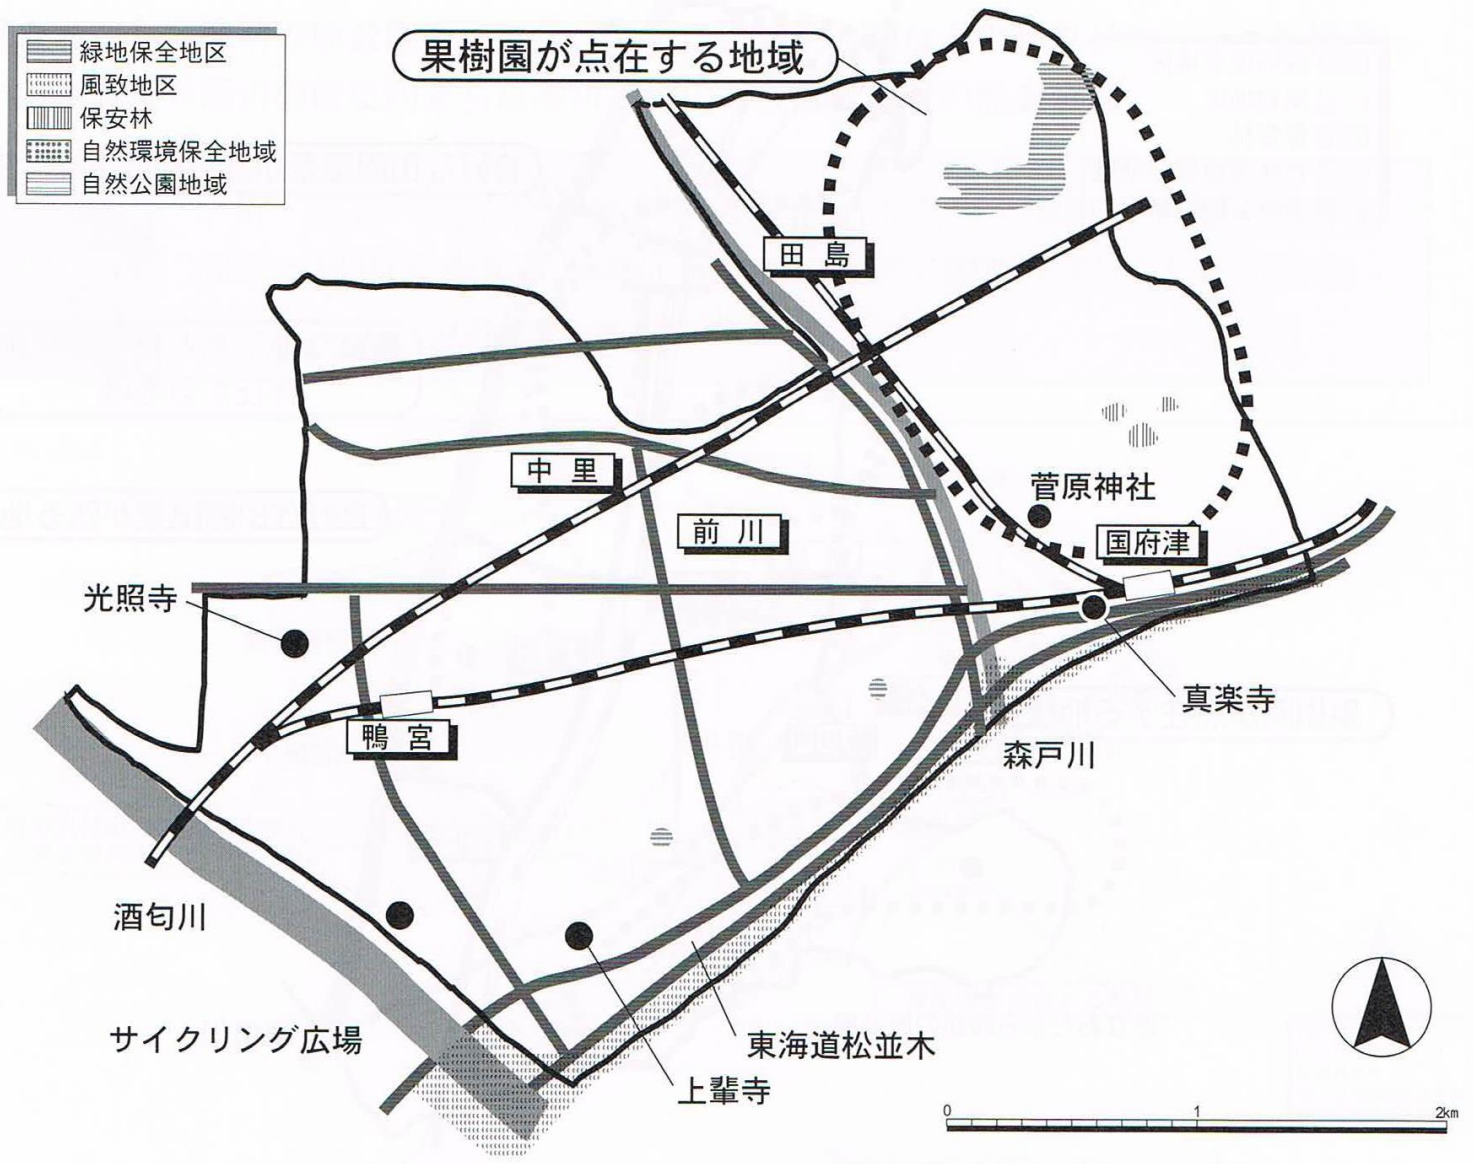 緑地保全地区
風致地区
保安林
自然環境保全地域
自然公園地域
果樹園が点在する地域
田島
中里
前川
菅原神社
国府津
光照寺
真楽寺
鴨宮
森戸川
酒匂川
サイクリング広場
東海道松並木
上輩寺
0 1 2km